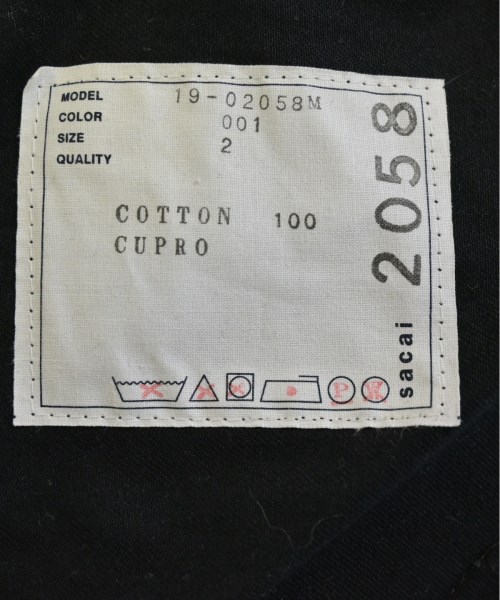 MODEL 19-02058M
COLOR 001
SIZE 2
QUALITY
COTTON 100
CUPRO
P
sacai 2058